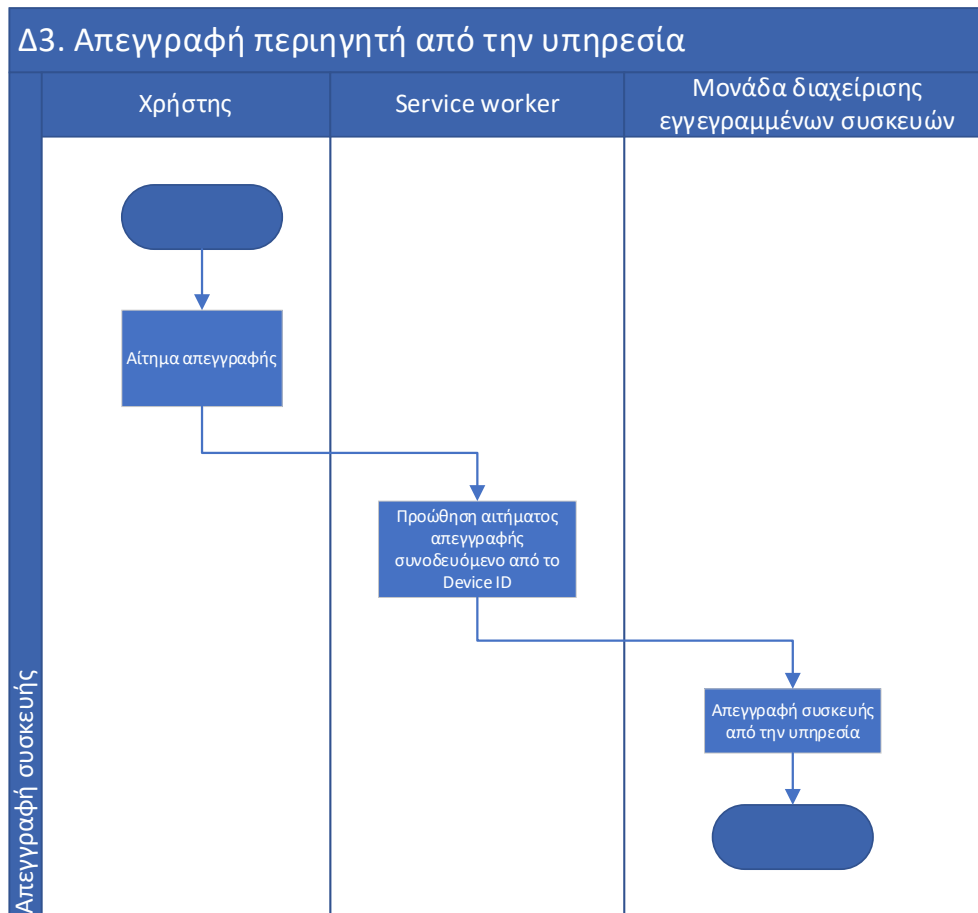 Δ3. Απεγγραφή περιηγητή από την υπηρεσία
Χρήστης
Service worker
Μονάδα διαχείρισης
εγγεγραμμένων συσκευών
Απεγγραφή συσκευής
Αίτημα απεγγραφής
Προώθηση αιτήματος
απεγγραφής
συνοδευόμενο από το
Device ID
Απεγγραφή συσκευής
από την υπηρεσία